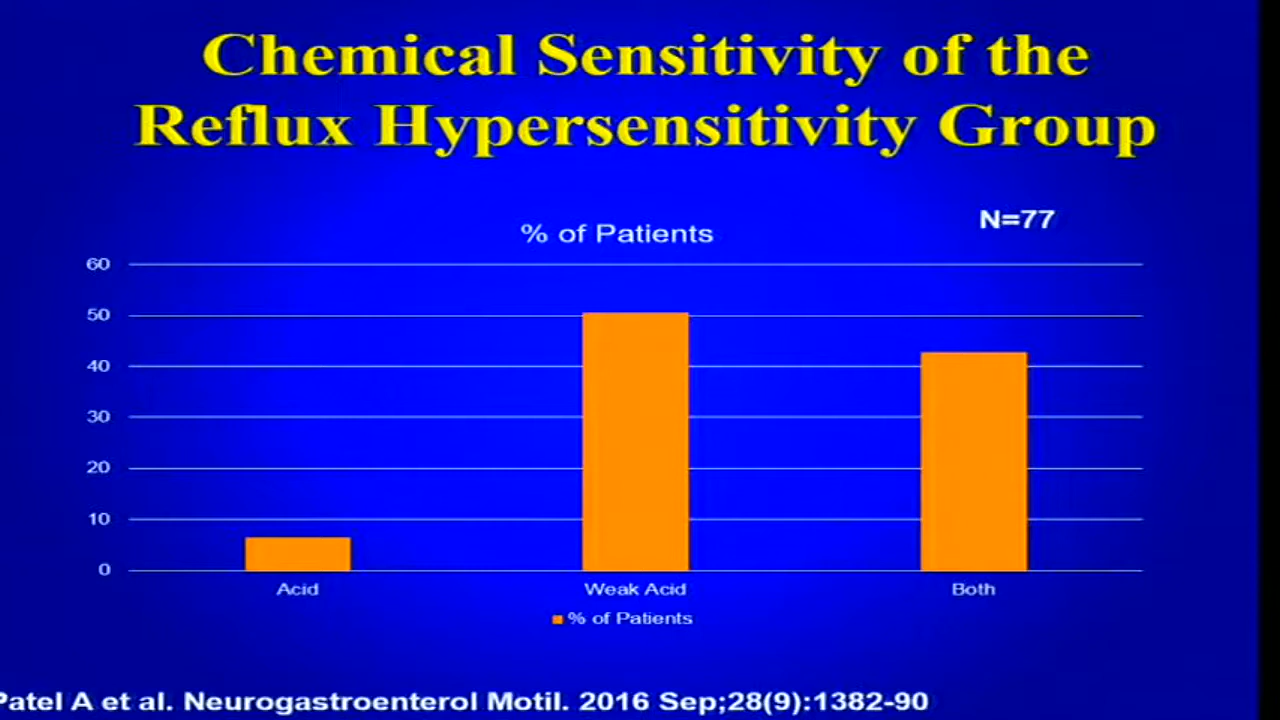 Chemical Sensitivity of the
Reflux Hypersensitivity Group
N=77
% of Patients
60
50
40
30
20
10
0
Acid Weak Acid Both
% of Patients
Patel A et al. Neurogastroenterol Motil. 2016 Sep;28(9):1382-90